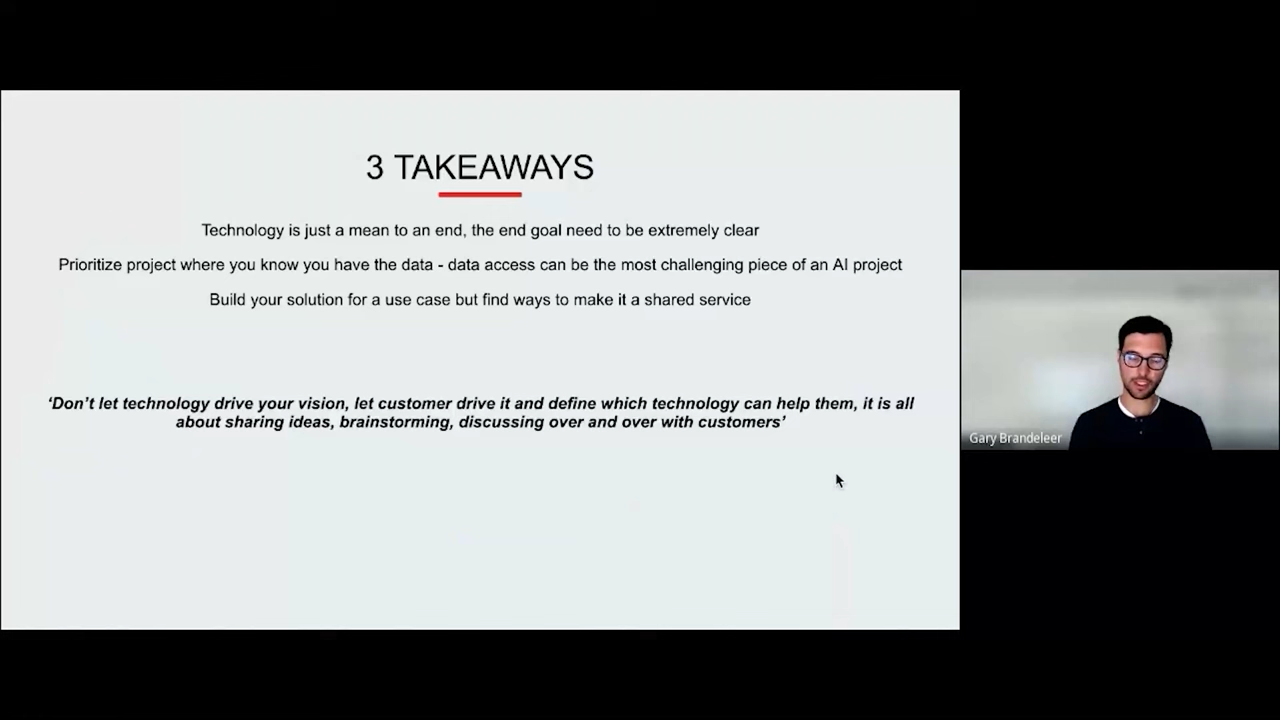 3 TAKEAWAYS
Technology is just a mean to an end, the end goal need to be extremely clear
Prioritize project where you know you have the data - data access can be the most challenging piece of an AI project
Build your solution for a use case but find ways to make it a shared service
‘Don’t let technology drive your vision, let customer drive it and define which technology can help them, it is all
about sharing ideas, brainstorming, discussing over and over with customers’
Gary Brandeleer